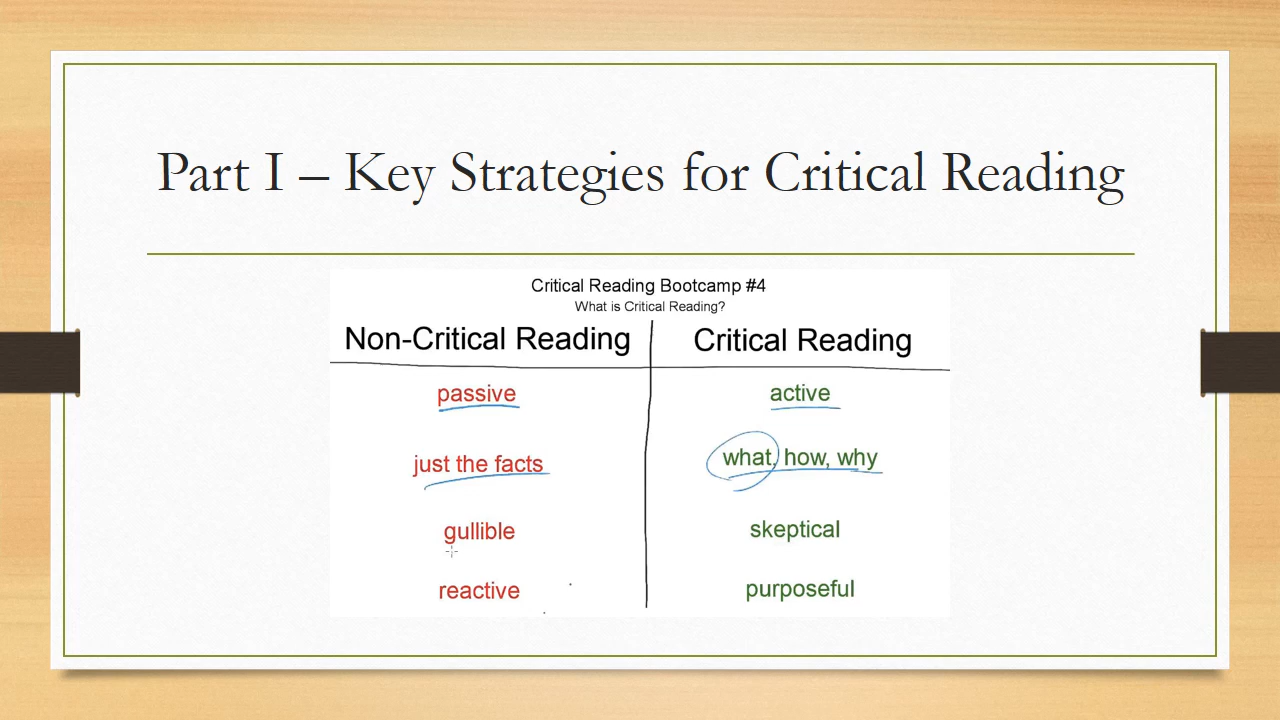 Part I – Key Strategies for Critical Reading
Critical Reading Bootcamp #4
What is Critical Reading?
Non-Critical Reading
Critical Reading
passive
active
just the facts
what, how, why
gullible
skeptical
reactive
purposeful